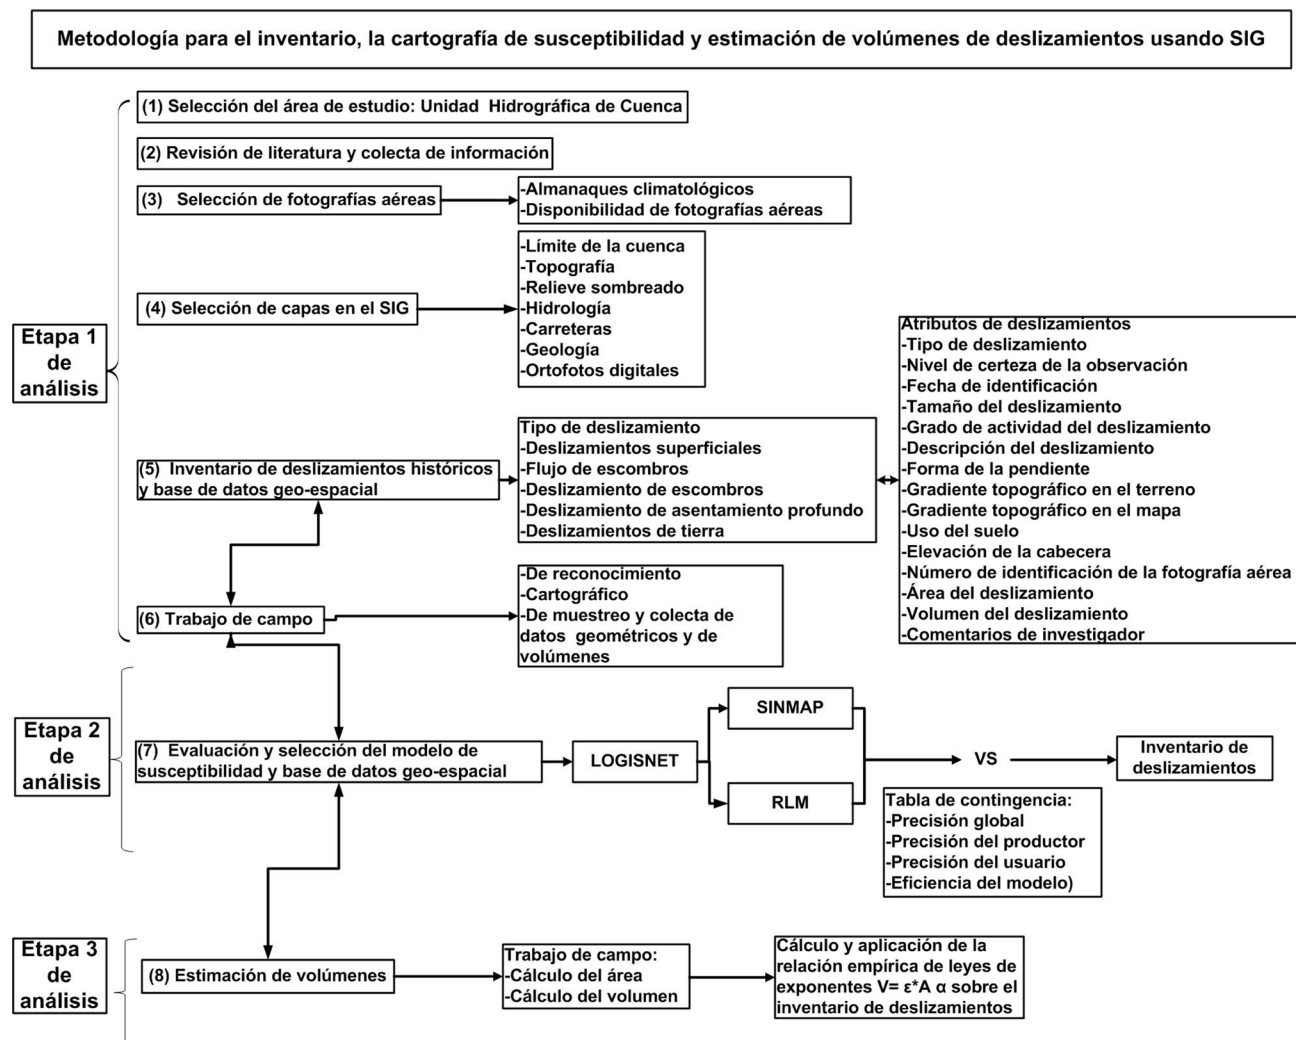 Metodología para el inventario, la cartografía de susceptibilidad y estimación de volúmenes de deslizamientos usando SIG
Etapa 1
de
análisis
(1) Selección del área de estudio: Unidad Hidrográfica de Cuenca
(2) Revisión de literatura y colecta de información
(3) Selección de fotografías aéreas
-Almanaques climatológicos
-Disponibilidad de fotografías aéreas
(4) Selección de capas en el SIG
-Límite de la cuenca
-Topografía
-Relieve sombreado
-Hidrología
-Carreteras
-Geología
-Ortofotos digitales
(5) Inventario de deslizamientos históricos
y base de datos geo-espacial
Tipo de deslizamiento
-Deslizamientos superficiales
-Flujo de escombros
-Deslizamiento de escombros
-Deslizamiento de asentamiento profundo
-Deslizamientos de tierra
Atributos de deslizamientos
-Tipo de deslizamiento
-Nivel de certeza de la observación
-Fecha de identificación
-Tamaño del deslizamiento
-Grado de actividad del deslizamiento
-Descripción del deslizamiento
-Forma de la pendiente
-Gradiente topográfico en el terreno
-Gradiente topográfico en el mapa
-Uso del suelo
-Elevación de la cabecera
-Número de identificación de la fotografía aérea
-Área del deslizamiento
-Volumen del deslizamiento
-Comentarios de investigador
(6) Trabajo de campo
-De reconocimiento
-Cartográfico
-De muestreo y colecta de
datos geométricos y de
volúmenes
Etapa 2
de
análisis
(7) Evaluación y selección del modelo de
susceptibilidad y base de datos geo-espacial
LOGISNET
SINMAP
RLM
VS
Inventario de
deslizamientos
Tabla de contingencia:
-Precisión global
-Precisión del productor
-Precisión del usuario
-Eficiencia del modelo)
Etapa 3
de
análisis
(8) Estimación de volúmenes
Trabajo de campo:
-Cálculo del área
-Cálculo del volumen
Cálculo y aplicación de la
relación empírica de leyes de
exponentes V= ε*A α sobre el
inventario de deslizamientos